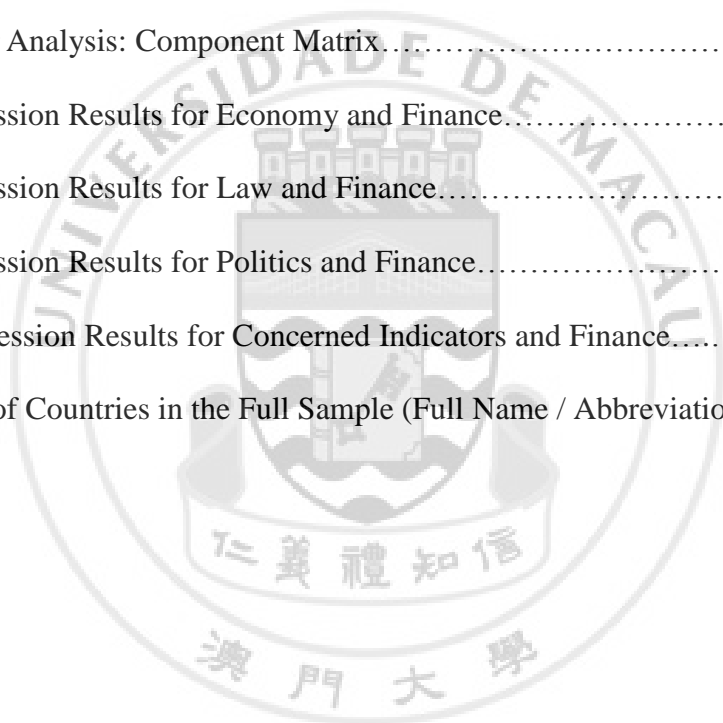 Analysis: Component Matrix……………………………
ssion Results for Economy and Finance…………………
ssion Results for Law and Finance………………………
ssion Results for Politics and Finance…………………
ession Results for Concerned Indicators and Finance.….
of Countries in the Full Sample (Full Name / Abbreviatio
UNIVERSIDADE DE MACAU
仁義禮知信
澳門大學